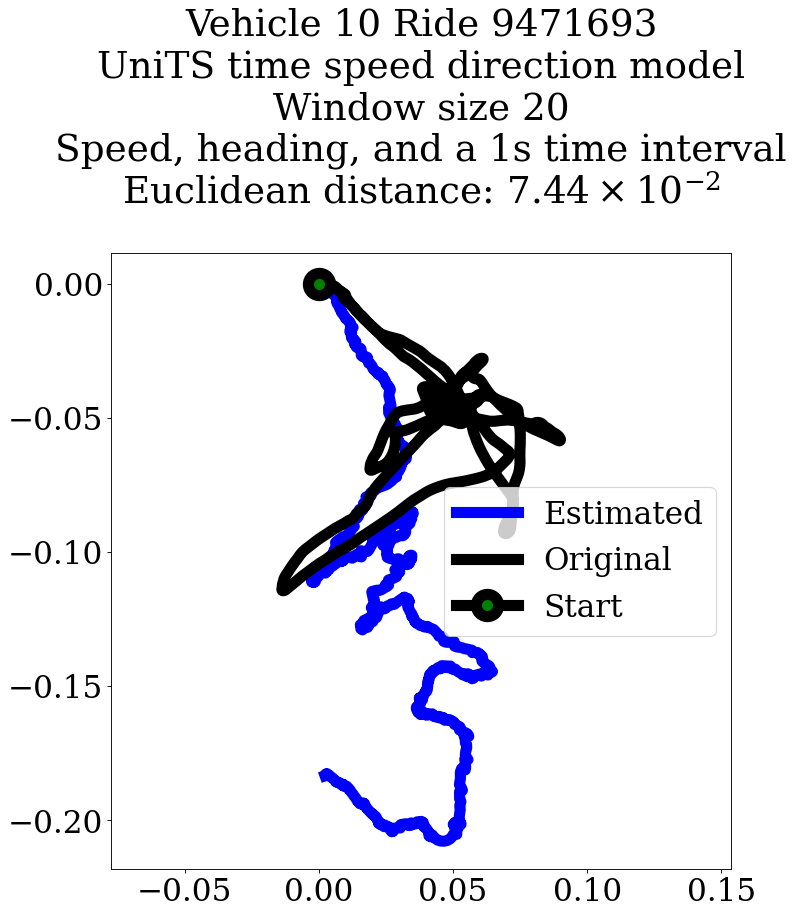 Vehicle 10 Ride 9471693
UniTS time speed direction model
Window size 20
Speed, heading, and a 1s time interval
Euclidean distance: 7.44 × 10⁻²
0.00
−0.05
−0.10
−0.15
−0.20
Estimated
Original
Start
−0.05 0.00 0.05 0.10 0.15